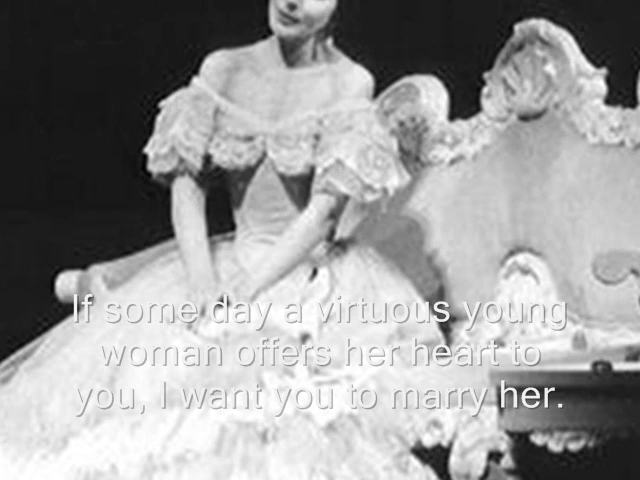 If some day a virtuous young
woman offers her heart to
you, I want you to marry her.